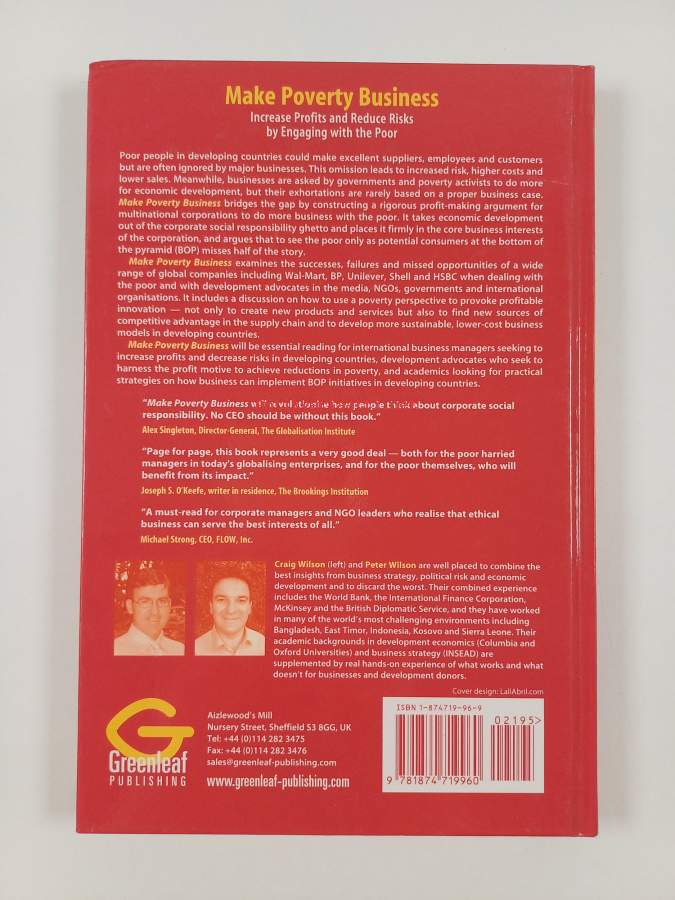 Make Poverty Business
Increase Profits and Reduce Risks
by Engaging with the Poor
Poor people in developing countries could make excellent suppliers, employees and customers
but are often ignored by major businesses. This omission leads to increased risk, higher costs and
lower sales. Meanwhile, businesses are asked by governments and poverty activists to do more
for economic development, but their exhortations are rarely based on a proper business case.
Make Poverty Business bridges the gap by constructing a rigorous profit-making argument for
multinational corporations to do more business with the poor. It takes economic development
out of the corporate social responsibility ghetto and places it firmly in the core business interests
of the corporation, and argues that to see the poor only as potential consumers at the bottom of
the pyramid (BOP) misses half of the story.
Make Poverty Business examines the successes, failures and missed opportunities of a wide
range of global companies including Wal-Mart, BP, Unilever, Shell and HSBC when dealing with
the poor and with development advocates in the media, NGOs, governments and international
organisations. It includes a discussion on how to use a poverty perspective to provoke profitable
innovation — not only to create new products and services but also to find new sources of
competitive advantage in the supply chain and to develop more sustainable, lower-cost business
models in developing countries.
Make Poverty Business will be essential reading for international business managers seeking to
increase profits and decrease risks in developing countries, development advocates who seek to
harness the profit motive to achieve reductions in poverty, and academics looking for practical
strategies on how business can implement BOP initiatives in developing countries.
"Make Poverty Business will revolutionise how people think about corporate social
responsibility. No CEO should be without this book."
Alex Singleton, Director-General, The Globalisation Institute
"Page for page, this book represents a very good deal — both for the poor harried
managers in today's globalising enterprises, and for the poor themselves, who will
benefit from its impact."
Joseph S. O'Keefe, writer in residence, The Brookings Institution
"A must-read for corporate managers and NGO leaders who realise that ethical
business can serve the best interests of all."
Michael Strong, CEO, FLOW, Inc.
Craig Wilson (left) and Peter Wilson are well placed to combine the
best insights from business strategy, political risk and economic
development and to discard the worst. Their combined experience
includes the World Bank, the International Finance Corporation,
McKinsey and the British Diplomatic Service, and they have worked
in many of the world's most challenging environments including
Bangladesh, East Timor, Indonesia, Kosovo and Sierra Leone. Their
academic backgrounds in development economics (Columbia and
Oxford Universities) and business strategy (INSEAD) are
supplemented by real hands-on experience of what works and what
doesn't for businesses and development donors.
Cover design: LaliAbril.com
Greenleaf
PUBLISHING
Aizlewood's Mill
Nursery Street, Sheffield S3 8GG, UK
Tel: +44 (0)114 282 3475
Fax: +44 (0)114 282 3476
sales@greenleaf-publishing.com
www.greenleaf-publishing.com
ISBN 1-874719-96-9
02195>
9 781874 719960